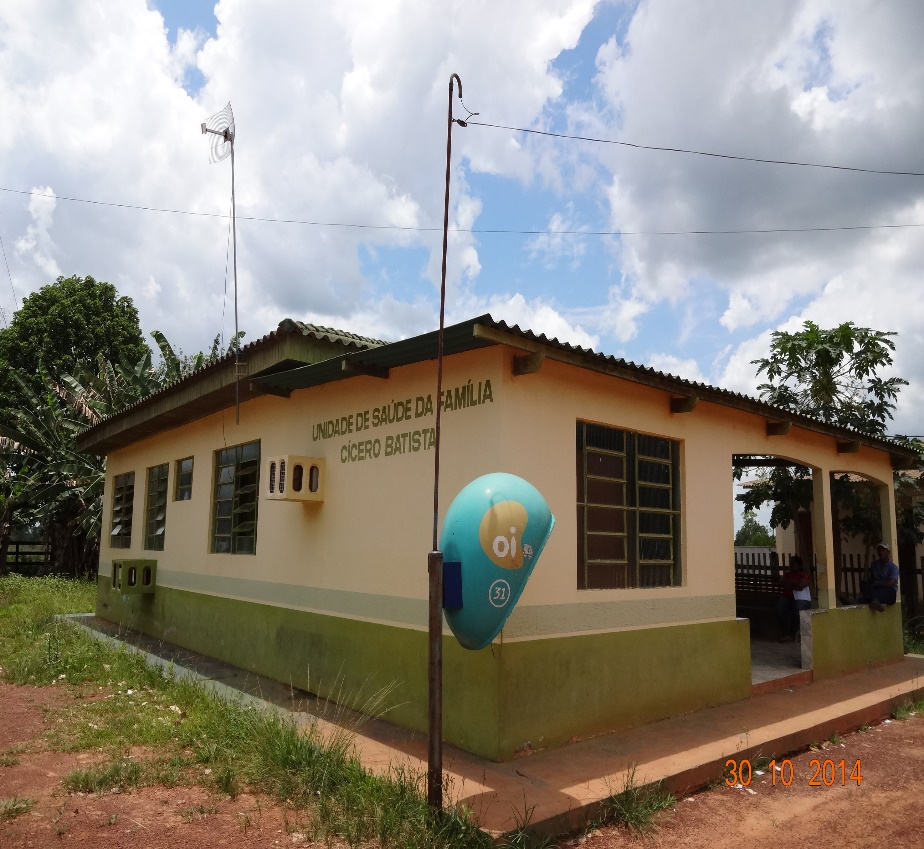 UNIDADE DE SAÚDE DA FAMÍLIA
CÍCERO BATISTA
oi
31
30 10 2014